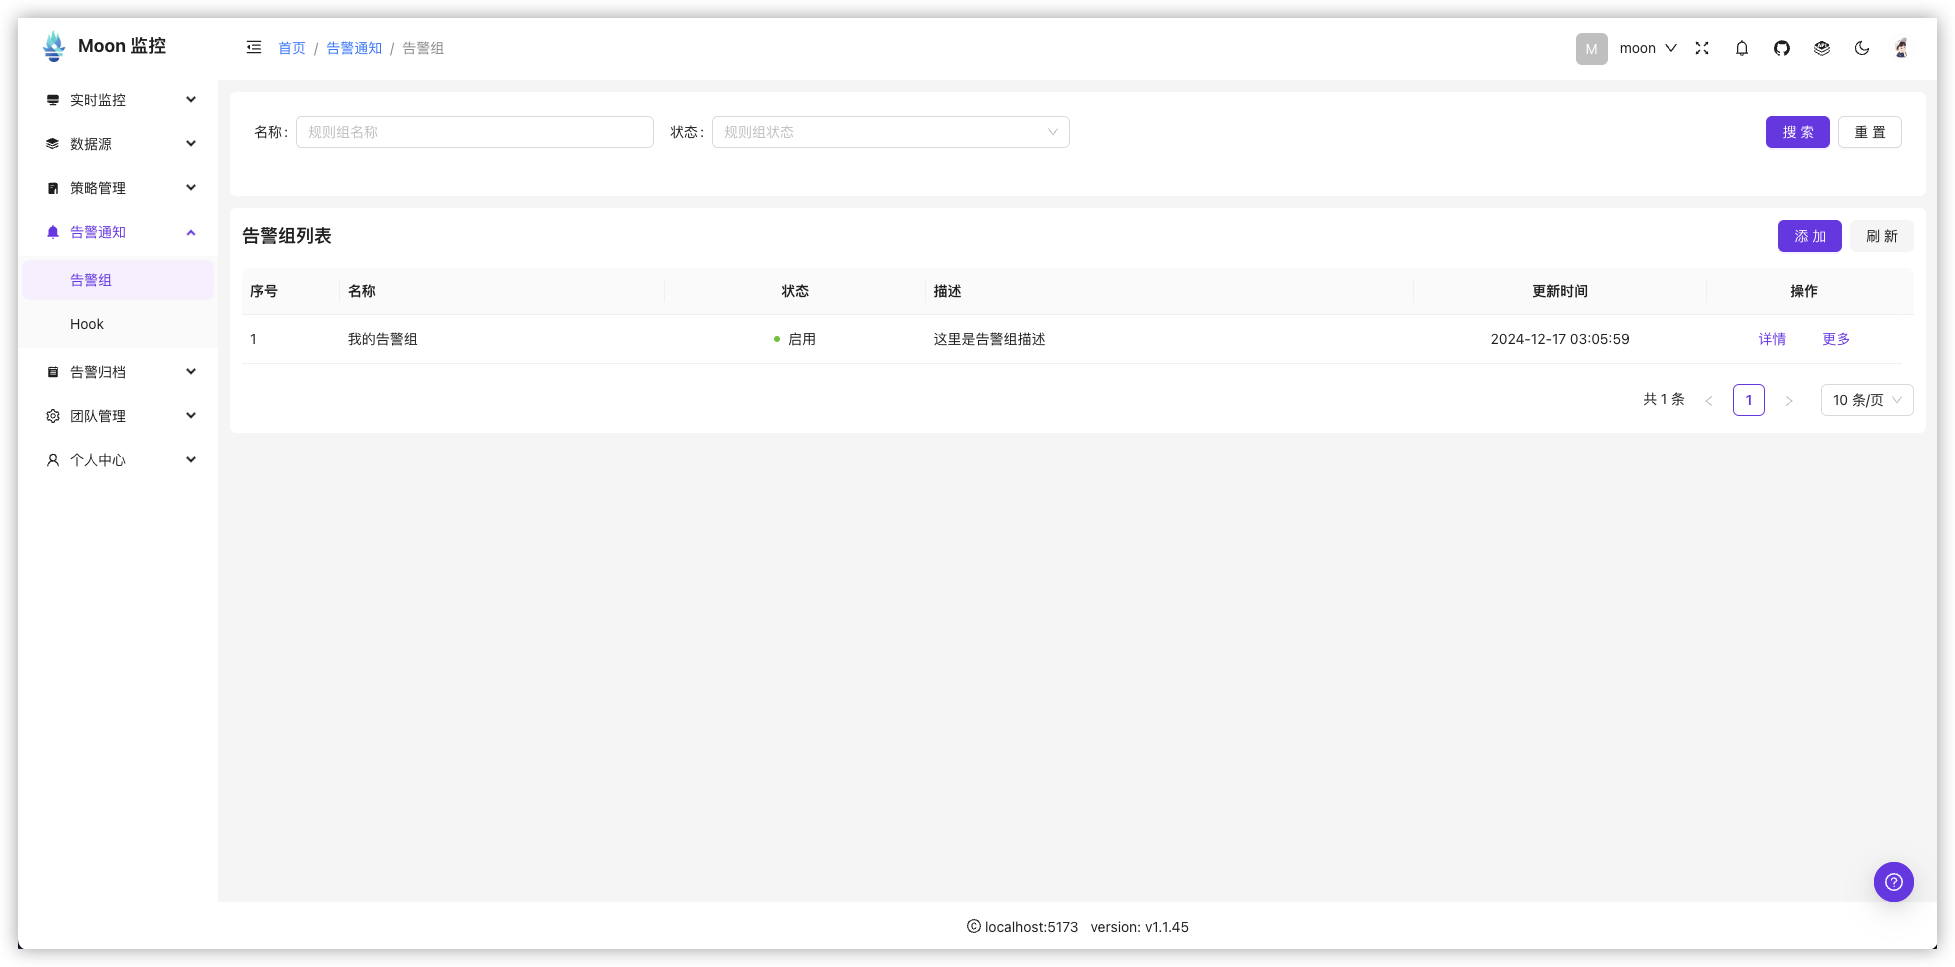 Moon 监控
首页 / 告警通知 / 告警组
M moon
实时监控
数据源
策略管理
告警通知
告警组
Hook
告警归档
团队管理
个人中心
名称: 规则组名称 状态: 规则组状态 搜索 重置
告警组列表 添加 刷新
序号 名称 状态 描述 更新时间 操作
1 我的告警组 启用 这里是告警组描述 2024-12-17 03:05:59 详情 更多
共 1 条 < 1 > 10 条/页
© localhost:5173 version: v1.1.45